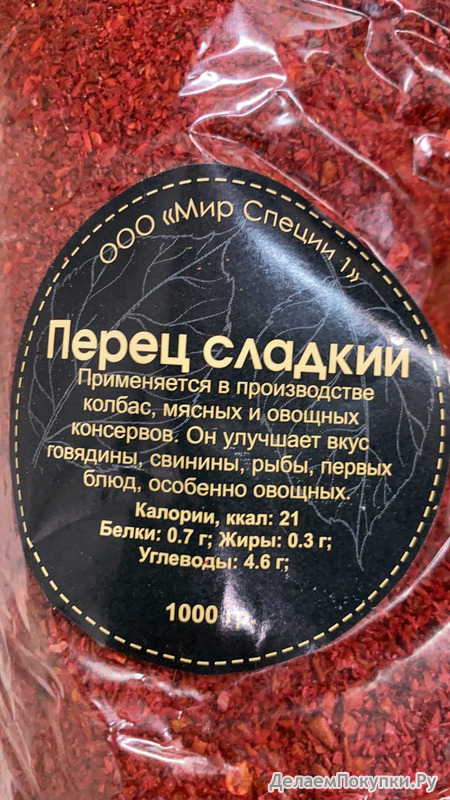 ООО «Мир Специи 1»
Перец сладкий
Применяется в производстве
колбас, мясных и овощных
консервов. Он улучшает вкус
говядины, свинины, рыбы, первых
блюд, особенно овощных.
Калории, ккал: 21
Белки: 0.7 г; Жиры: 0.3 г;
Углеводы: 4.6 г;
1000
ДелаемПокупки.Ру